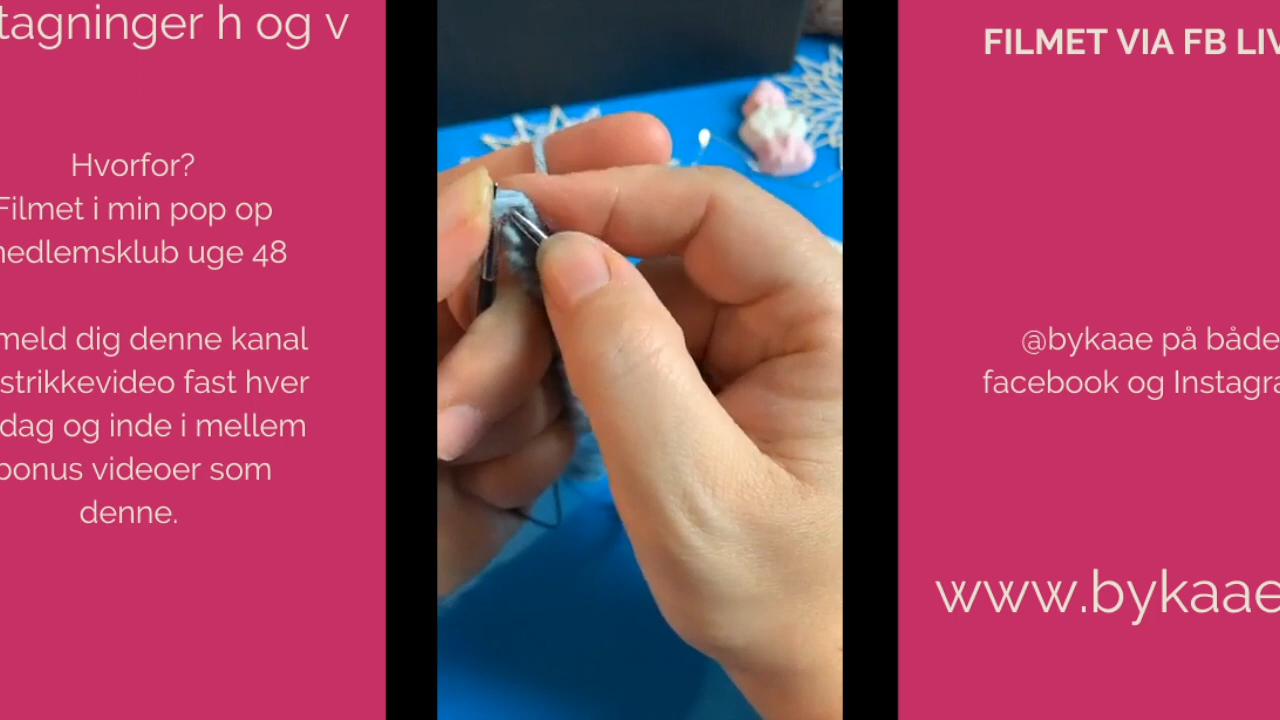 tagninger h og v
Hvorfor?
Filmet i min pop op
medlemsklub uge 48
meld dig denne kanal
strikkevideo fast hver
dag og inde i mellem
bonus videoer som
denne.
FILMET VIA FB LIV
@bykaae på både
facebook og Instagra
www.bykaae